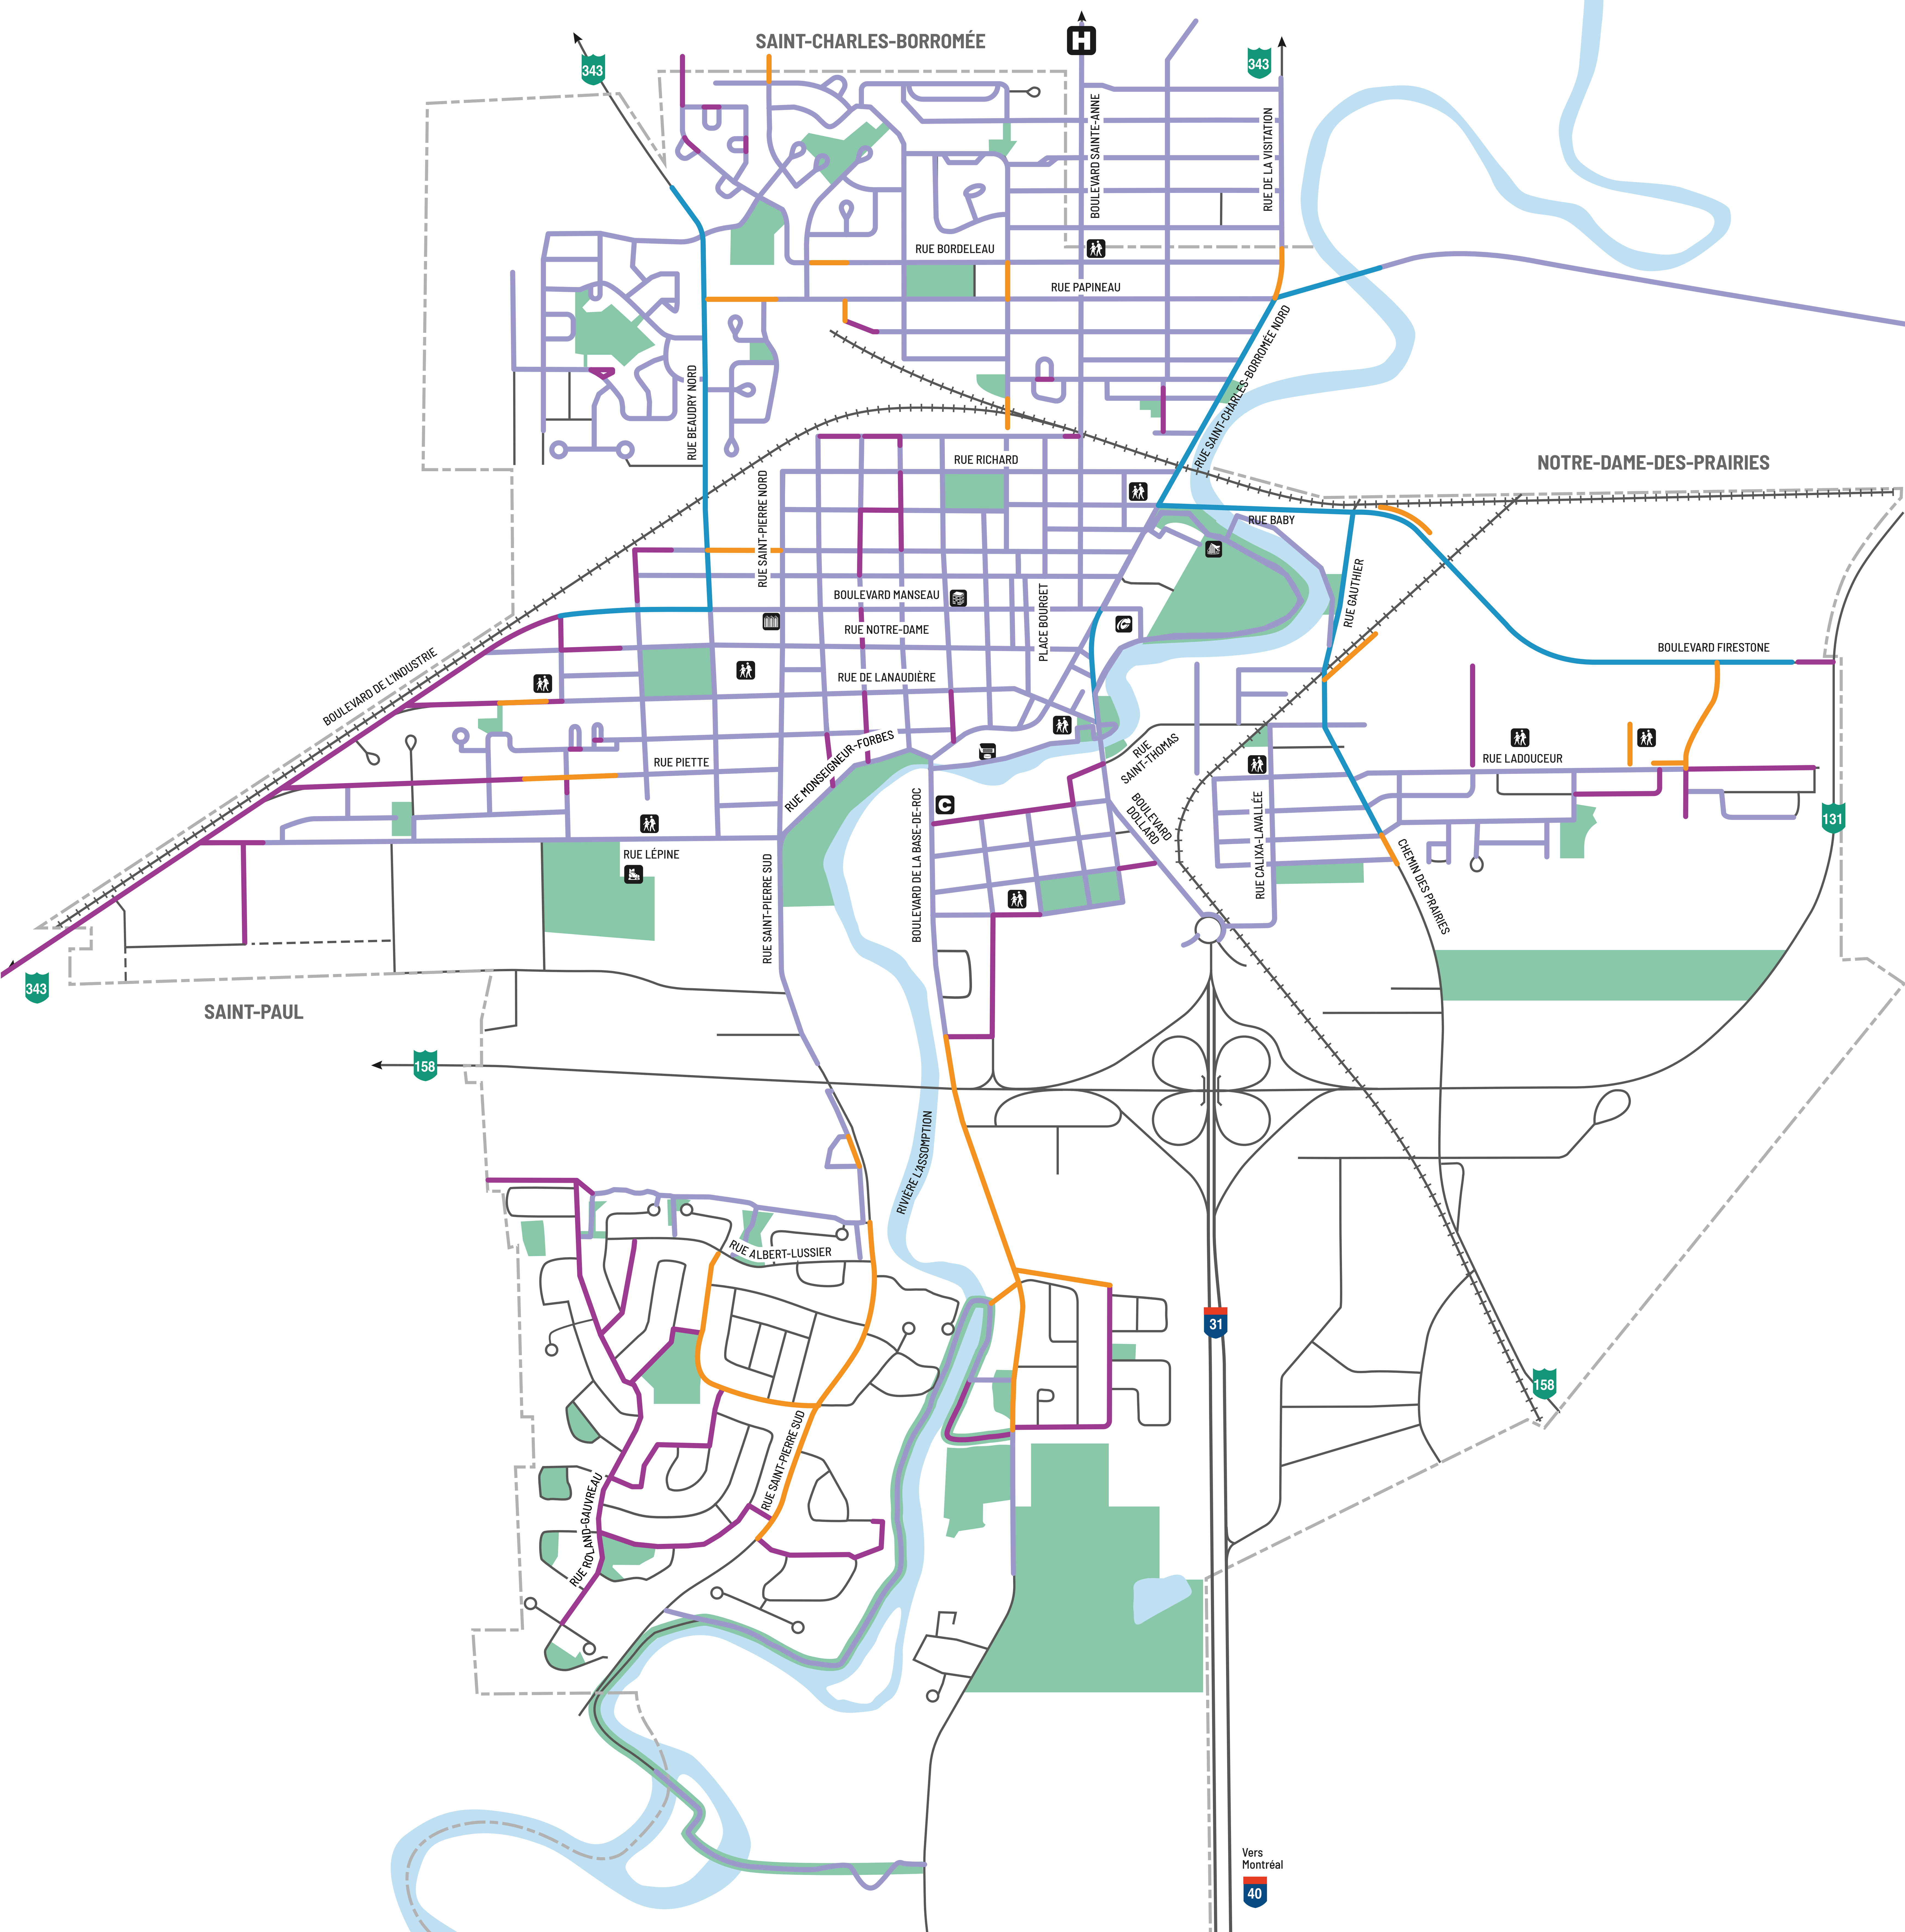 SAINT-CHARLES-BORROMÉE
H
343
343
BOULEVARD SAINTE-ANNE
RUE DE LA VISITATION
RUE BORDELEAU
RUE PAPINEAU
RUE SAINT-CHARLES-BORROMÉE NORD
RUE BEAUDRY NORD
RUE RICHARD
NOTRE-DAME-DES-PRAIRIES
RUE SAINT-PIERRE NORD
RUE BABY
RUE GAUTHIER
BOULEVARD MANSEAU
PLACE BOURGET
RUE NOTRE-DAME
BOULEVARD FIRESTONE
BOULEVARD DE L'INDUSTRIE
RUE DE LANAUDIÈRE
RUE MONSEIGNEUR-FORBES
RUE
SAINT-THOMAS
RUE LADOUCEUR
RUE PIETTE
C
BOULEVARD
DOLLARD
131
RUE LÉPINE
RUE SAINT-PIERRE SUD
BOULEVARD DE LA BASE-DE-ROC
RUE CALIXA-LAVALLÉE
CHEMIN DES PRAIRIES
343
SAINT-PAUL
158
RIVIÈRE L'ASSOMPTION
RUE ALBERT-LUSSIER
31
158
RUE SAINT-PIERRE SUD
RUE ROLAND-GAUVREAU
Vers
Montréal
40